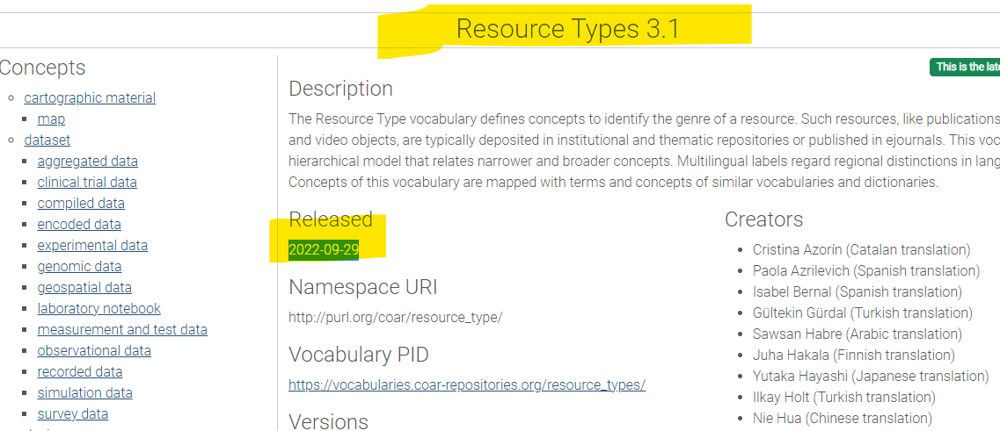 Resource Types 3.1
Concepts
cartographic material
map
dataset
aggregated data
clinical trial data
compiled data
encoded data
experimental data
genomic data
geospatial data
laboratory notebook
measurement and test data
observational data
recorded data
simulation data
survey data
This is the
Description
The Resource Type vocabulary defines concepts to identify the genre of a resource. Such resources, like publications
and video objects, are typically deposited in institutional and thematic repositories or published in ejournals. This
hierarchical model that relates narrower and broader concepts. Multilingual labels regard regional distinctions in
Concepts of this vocabulary are mapped with terms and concepts of similar vocabularies and dictionaries.
Released
2022-09-29
Namespace URI
http://purl.org/coar/resource_type/
Vocabulary PID
https://vocabularies.coar-repositories.org/resource_types/
Versions
Creators
Cristina Azorín (Catalan translation)
Paola Azrilevich (Spanish translation)
Isabel Bernal (Spanish translation)
Gültekin Gürdal (Turkish translation)
Sawsan Habre (Arabic translation)
Juha Hakala (Finnish translation)
Yutaka Hayashi (Japanese translation)
Ilkay Holt (Turkish translation)
Nie Hua (Chinese translation)